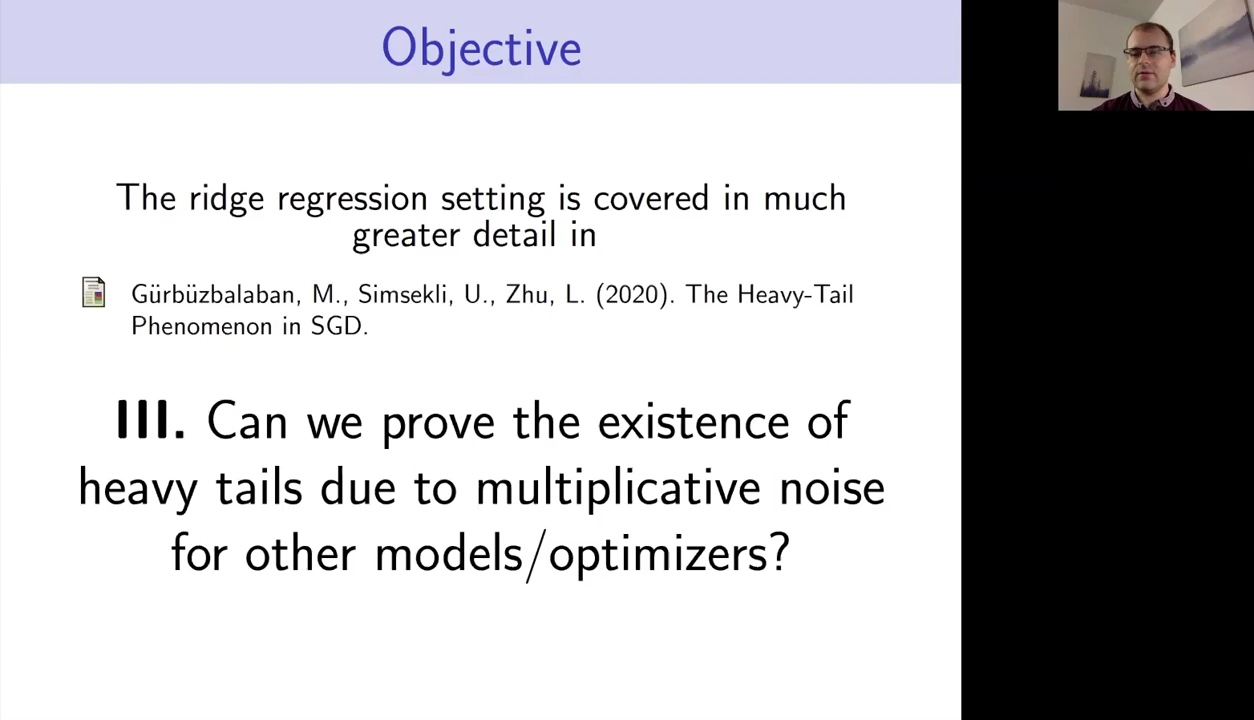 Objective
The ridge regression setting is covered in much
greater detail in
Gürbüzbalaban, M., Simsekli, U., Zhu, L. (2020). The Heavy-Tail
Phenomenon in SGD.
III. Can we prove the existence of
heavy tails due to multiplicative noise
for other models/optimizers?